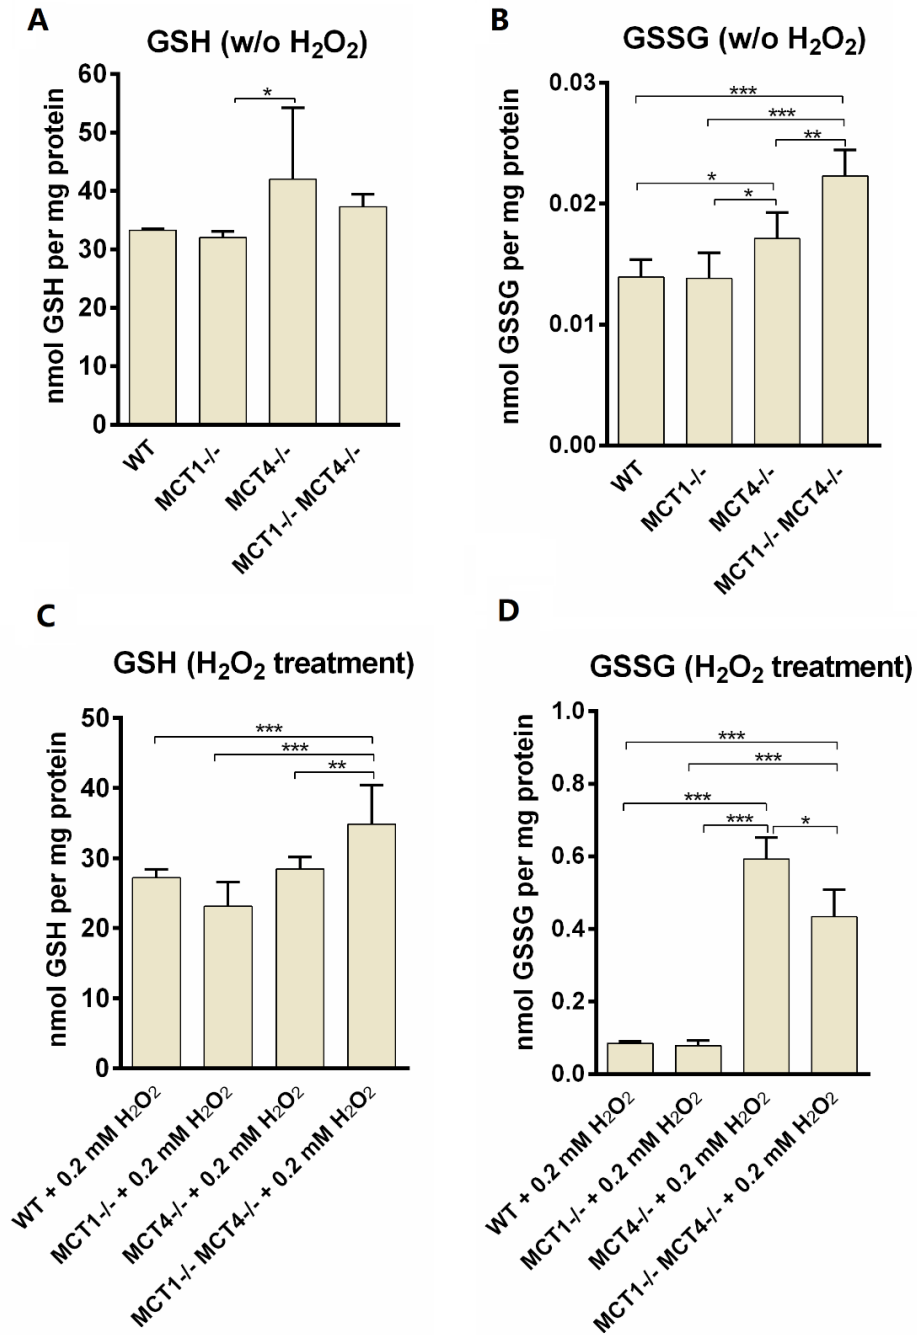 A
GSH (w/o H₂O₂)
nmol GSH per mg protein
60
50
40
30
20
10
0
*
WT
MCT1-/-
MCT4-/-
MCT1-/- MCT4-/-
B
GSSG (w/o H₂O₂)
nmol GSSG per mg protein
0.03
0.02
0.01
0.00
***
***
**
*
*
WT
MCT1-/-
MCT4-/-
MCT1-/- MCT4-/-
C
GSH (H₂O₂ treatment)
nmol GSH per mg protein
50
40
30
20
10
0
***
***
**
WT + 0.2 mM H₂O₂
MCT1-/- + 0.2 mM H₂O₂
MCT4-/- + 0.2 mM H₂O₂
MCT1-/- MCT4-/- + 0.2 mM H₂O₂
D
GSSG (H₂O₂ treatment)
nmol GSSG per mg protein
1.0
0.8
0.6
0.4
0.2
0.0
***
***
***
***
*
WT + 0.2 mM H₂O₂
MCT1-/- + 0.2 mM H₂O₂
MCT4-/- + 0.2 mM H₂O₂
MCT1-/- MCT4-/- + 0.2 mM H₂O₂